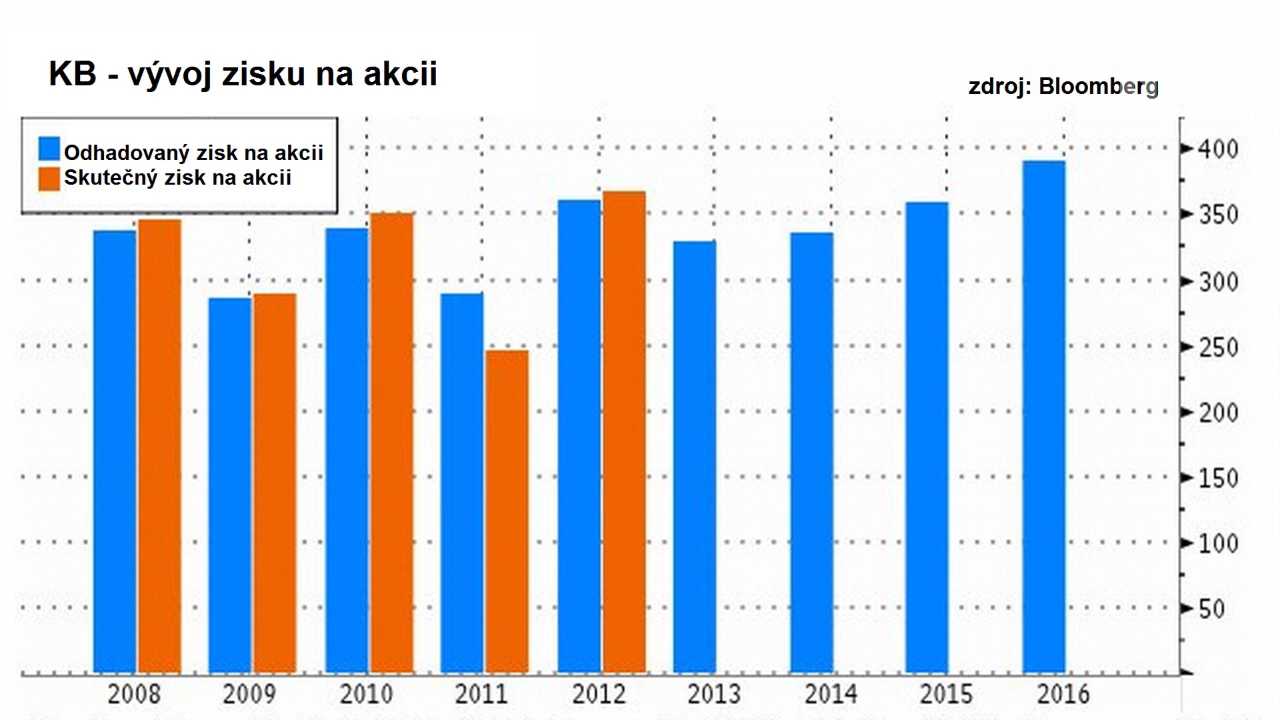 KB - vývoj zisku na akcii
zdroj: Bloomberg
Odhadovaný zisk na akcii
Skutečný zisk na akcii
400
350
300
250
200
150
100
50
2008 2009 2010 2011 2012 2013 2014 2015 2016